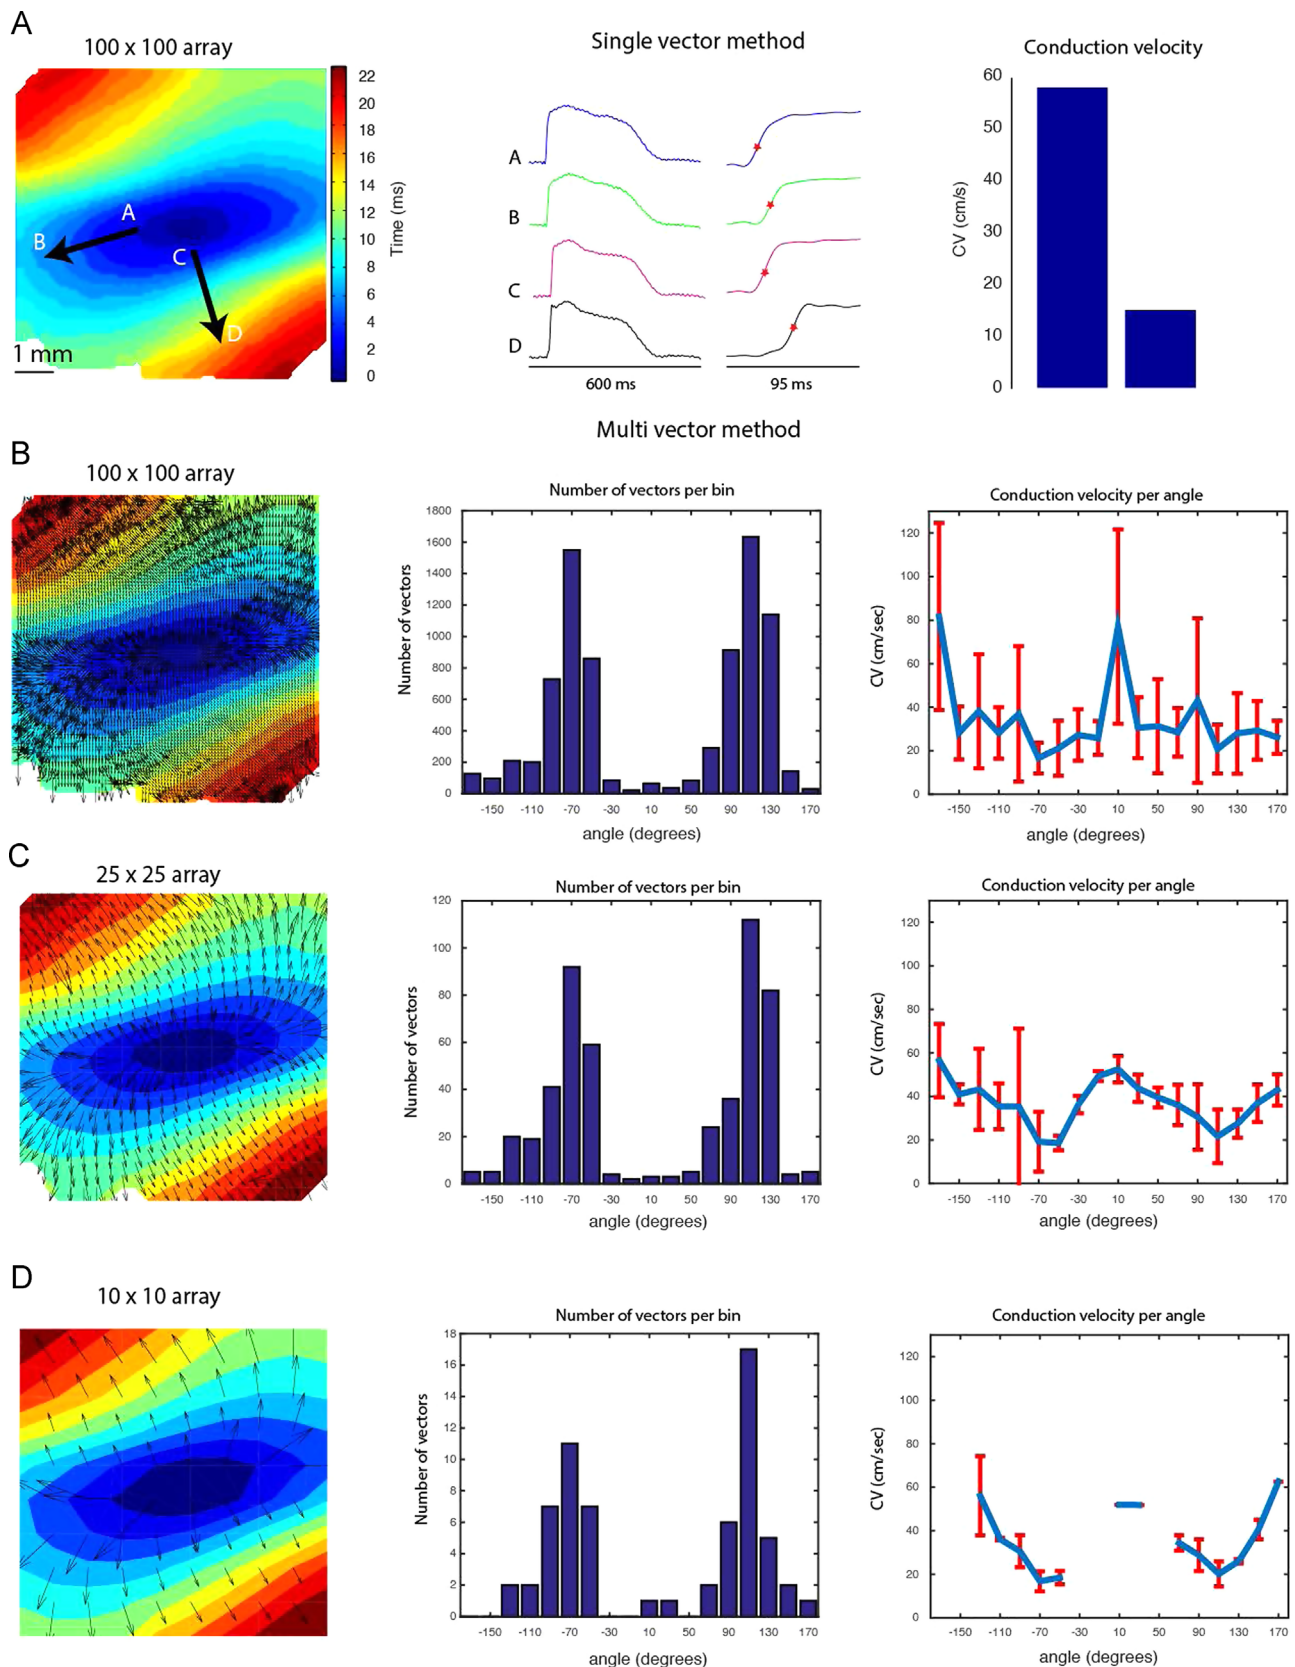 A
100 x 100 array
Single vector method
Conduction velocity
22
20
18
16
14
12
10
8
6
4
2
0
Time (ms)
A
B
C
D
1 mm
A
B
C
D
600 ms
95 ms
60
50
40
30
20
10
0
CV (cm/s)
Multi vector method
B
100 x 100 array
Number of vectors per bin
1800
1600
1400
1200
1000
800
600
400
200
0
Number of vectors
-150 -110 -70 -30 10 50 90 130 170
angle (degrees)
Conduction velocity per angle
120
100
80
60
40
20
0
CV (cm/sec)
-150 -110 -70 -30 10 50 90 130 170
angle (degrees)
C
25 x 25 array
Number of vectors per bin
120
100
80
60
40
20
0
Number of vectors
-150 -110 -70 -30 10 50 90 130 170
angle (degrees)
Conduction velocity per angle
120
100
80
60
40
20
0
CV (cm/sec)
-150 -110 -70 -30 10 50 90 130 170
angle (degrees)
D
10 x 10 array
Number of vectors per bin
18
16
14
12
10
8
6
4
2
0
Number of vectors
-150 -110 -70 -30 10 50 90 130 170
angle (degrees)
Conduction velocity per angle
120
100
80
60
40
20
0
CV (cm/sec)
-150 -110 -70 -30 10 50 90 130 170
angle (degrees)